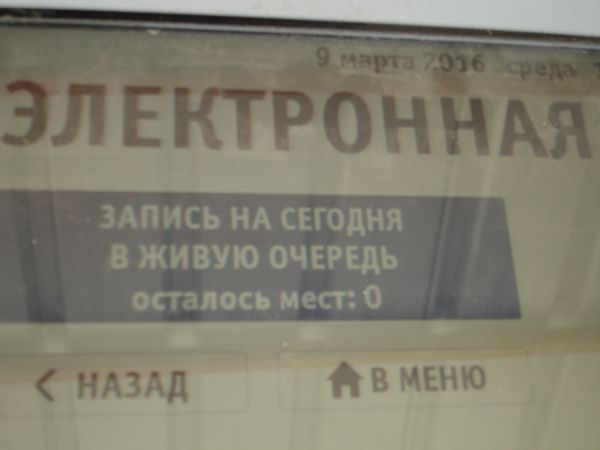 9 марта 2016 среда
ЭЛЕКТРОННАЯ
ЗАПИСЬ НА СЕГОДНЯ
В ЖИВУЮ ОЧЕРЕДЬ
осталось мест: 0
< НАЗАД
В МЕНЮ